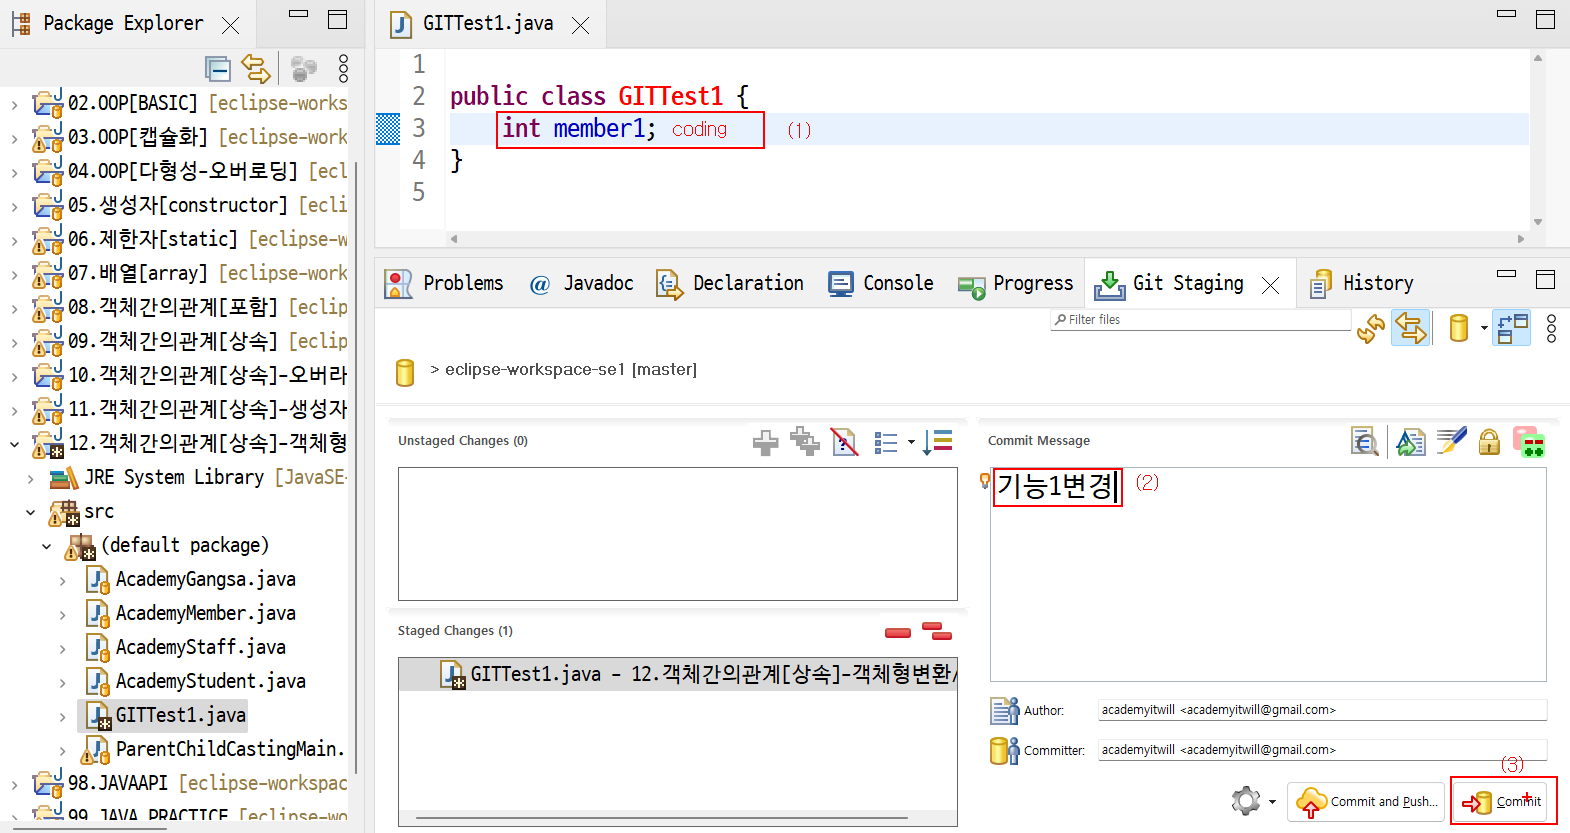 Package Explorer
GITTest1.java
02.OOP[BASIC] [eclipse-works
03.OOP[캡슐화] [eclipse-work
04.OOP[다형성-오버로딩] [ecl
05.생성자[constructor] [ecli
06.제한자[static] [eclipse-w
07.배열[array] [eclipse-work
08.객체간의관계[포함] [eclip
09.객체간의관계[상속] [eclip
10.객체간의관계[상속]-오버라
11.객체간의관계[상속]-생성자
12.객체간의관계[상속]-객체형
JRE System Library [JavaSE-
src
(default package)
AcademyGangsa.java
AcademyMember.java
AcademyStaff.java
AcademyStudent.java
GITTest1.java
ParentChildCastingMain.
98.JAVAAPI [eclipse-workspac
99.JAVA PRACTICE [eclipse-wo
1
2 public class GITTest1 {
3 int member1; coding (1)
4 }
5
Problems @ Javadoc Declaration Console Progress Git Staging History
Filter files
> eclipse-workspace-se1 [master]
Unstaged Changes (0)
Staged Changes (1)
GITTest1.java - 12.객체간의관계[상속]-객체형변환/
Commit Message
기능1변경 (2)
Author: academyitwill <academyitwill@gmail.com>
Committer: academyitwill <academyitwill@gmail.com>
(3)
Commit and Push... Commit